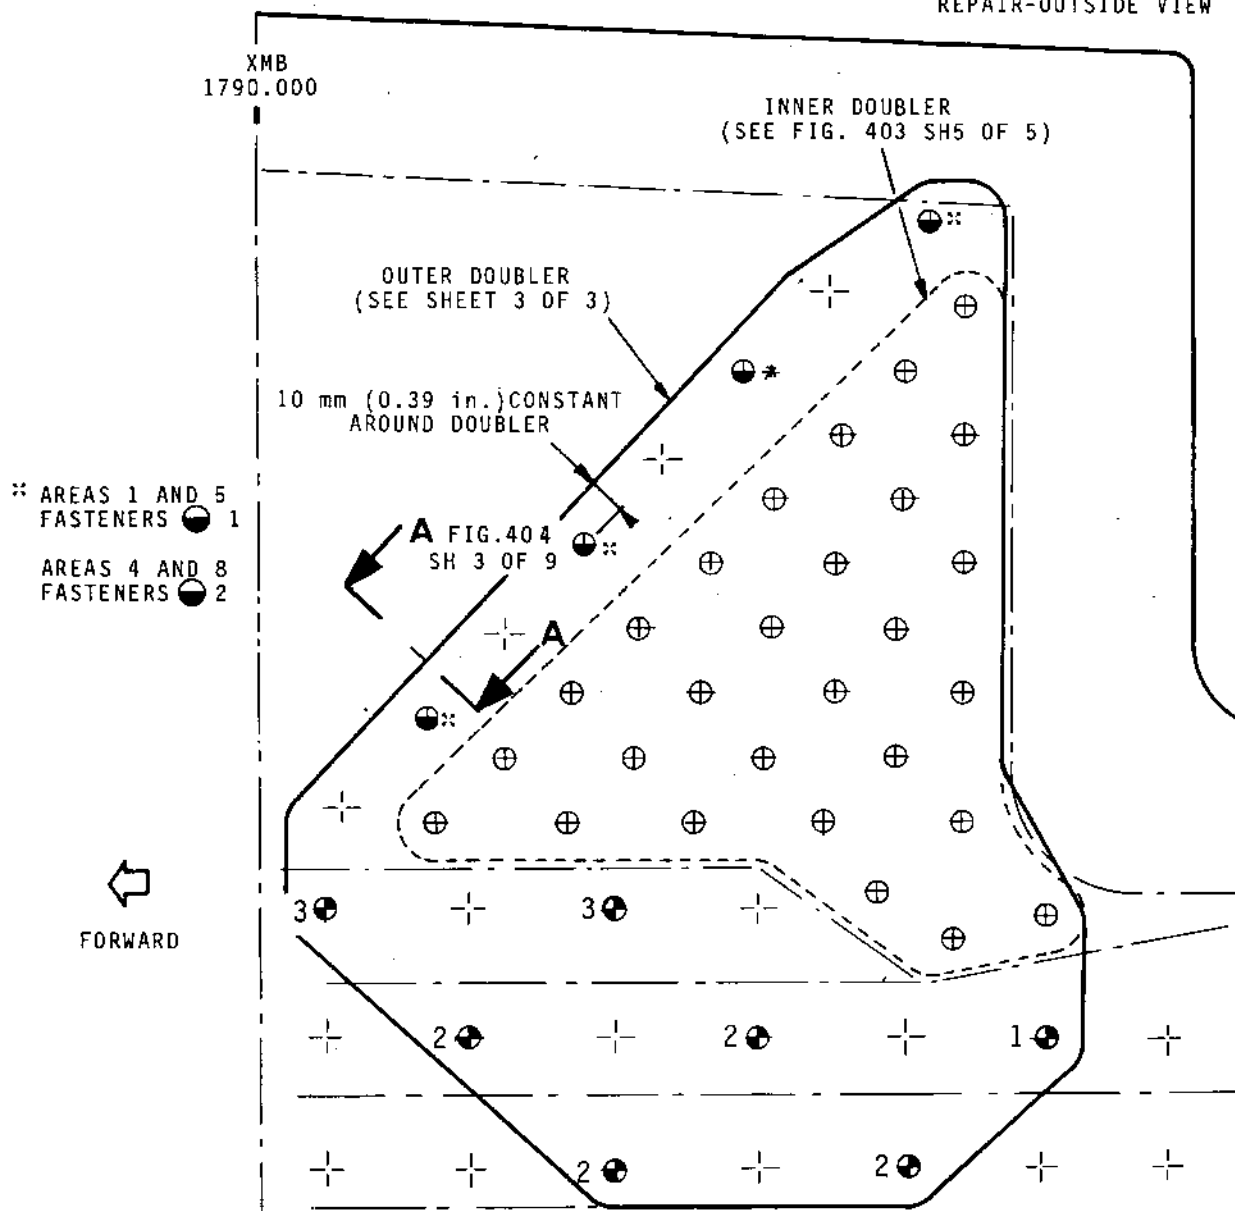 REPAIR-OUTSIDE VIEW
XMB
1790.000
INNER DOUBLER
(SEE FIG. 403 SH5 OF 5)
OUTER DOUBLER
(SEE SHEET 3 OF 3)
10 mm (0.39 in.)CONSTANT
AROUND DOUBLER
AREAS 1 AND 5
FASTENERS 1
AREAS 4 AND 8
FASTENERS 2
A FIG.404
SH 3 OF 9
A
FORWARD
3 3
2 2 1
2 2